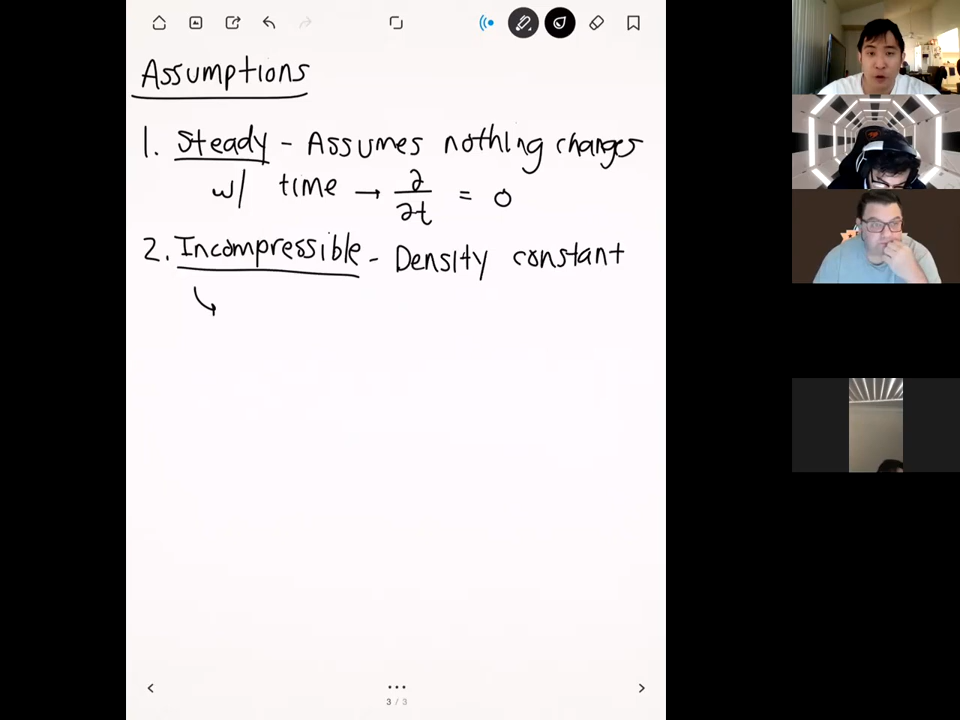 Assumptions
1. Steady - Assumes nothing changes
w/ time → ∂/∂t = 0
2. Incompressible - Density constant
↳
3 / 3